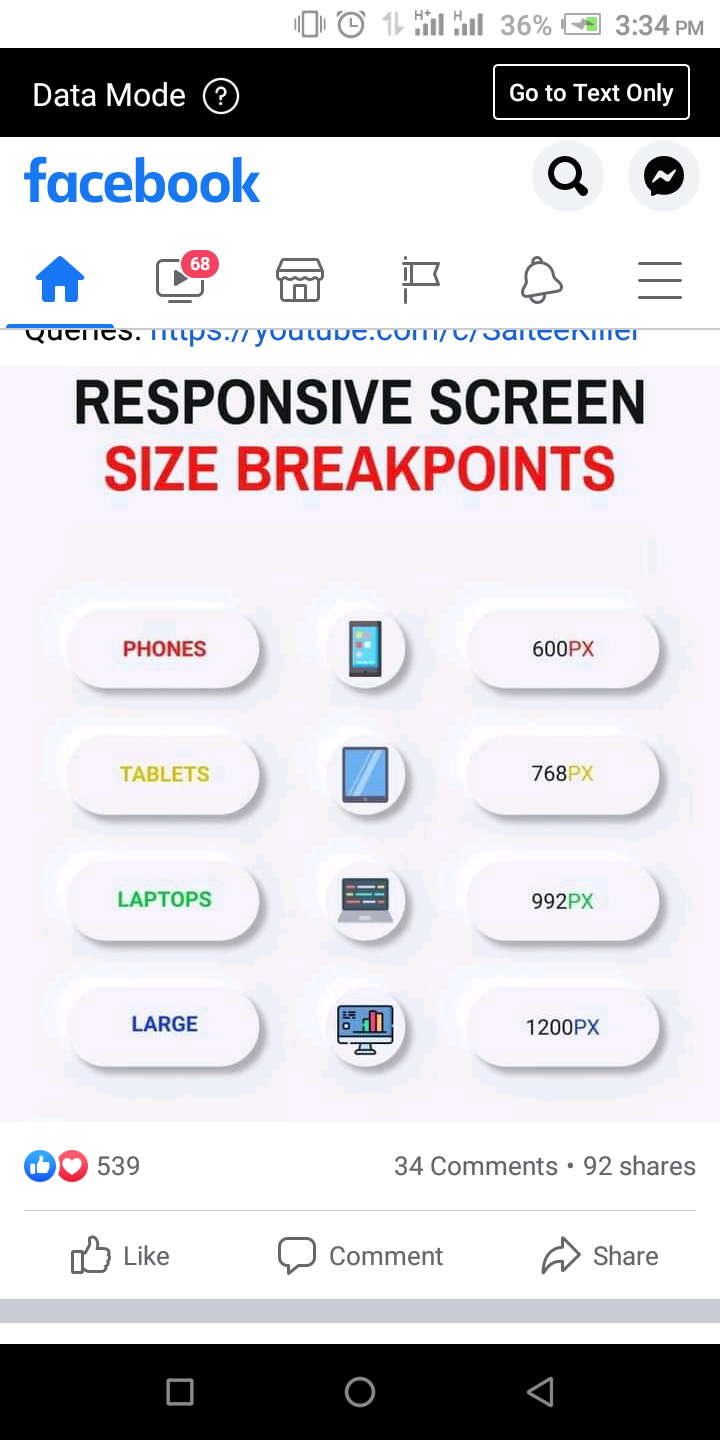 36% 3:34 PM
Data Mode ? Go to Text Only
facebook
68
Queries: https://youtube.com/c/SaiteeKiller
RESPONSIVE SCREEN
SIZE BREAKPOINTS
PHONES 600PX
TABLETS 768PX
LAPTOPS 992PX
LARGE 1200PX
539 34 Comments • 92 shares
Like Comment Share